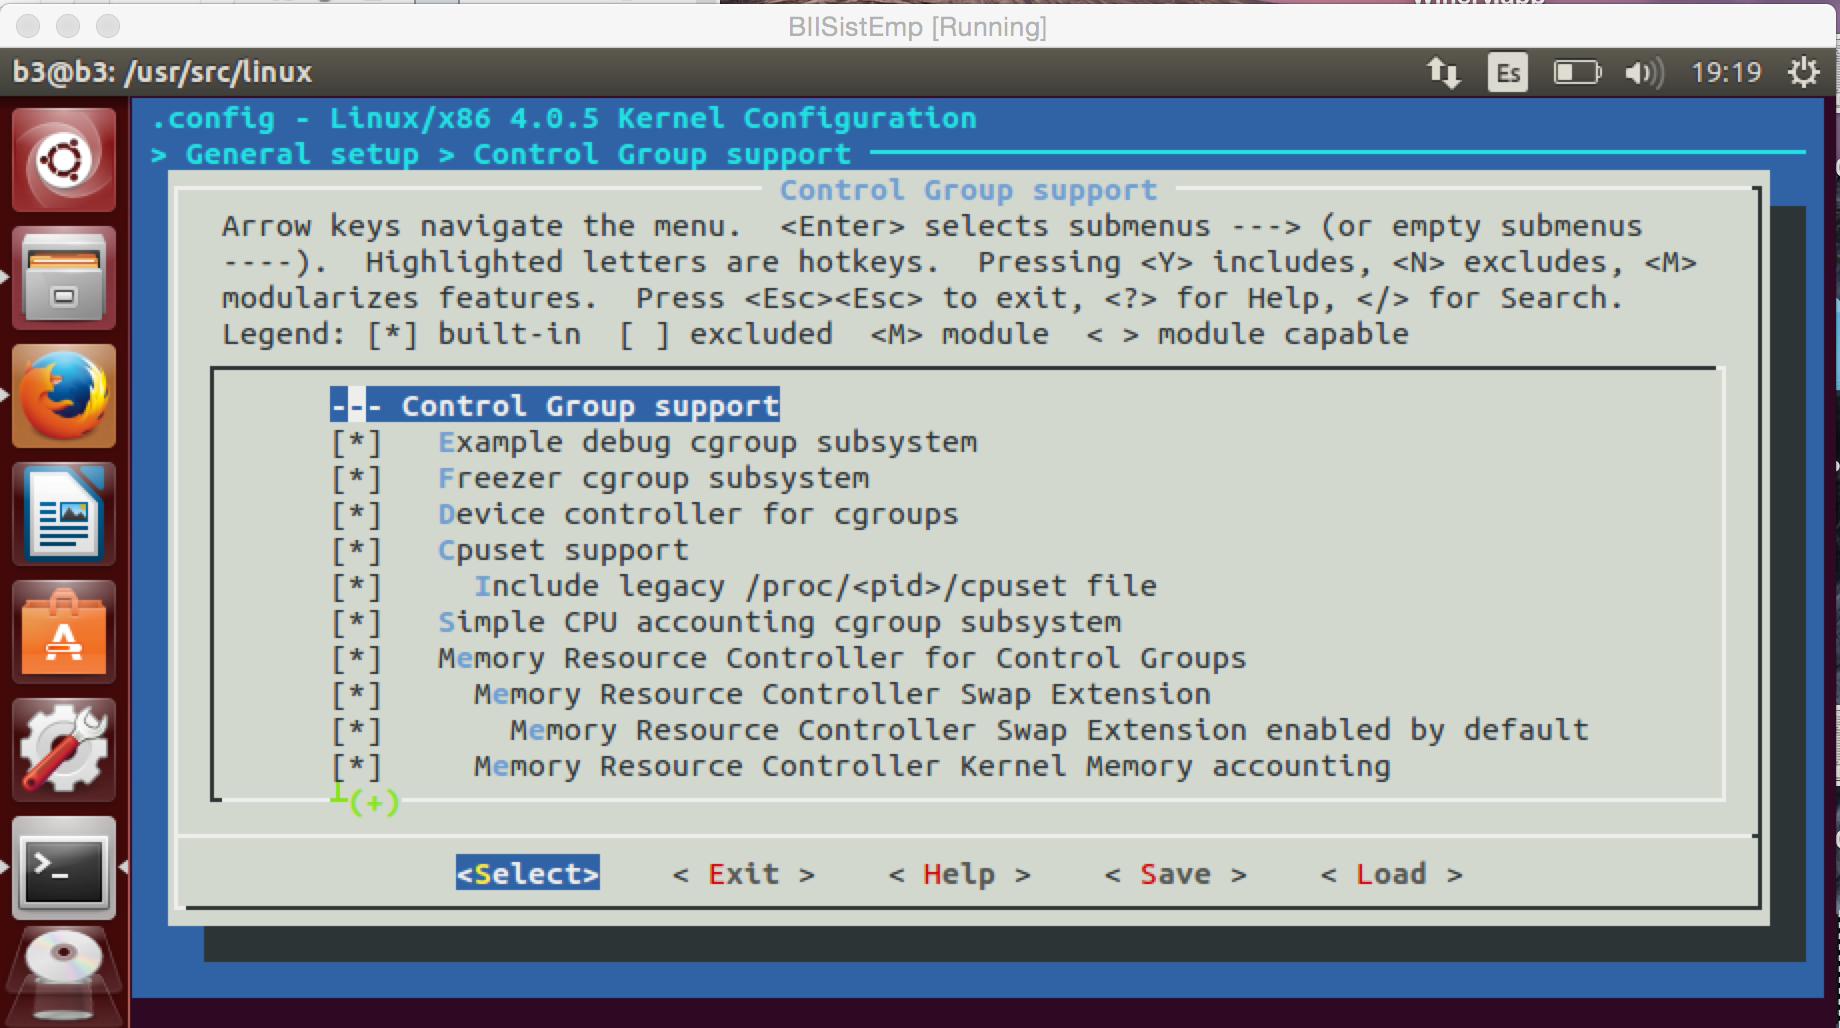 BIISistEmp [Running]
b3@b3: /usr/src/linux
Es
19:19
.config - Linux/x86 4.0.5 Kernel Configuration
> General setup > Control Group support
Control Group support
Arrow keys navigate the menu.  <Enter> selects submenus ---> (or empty submenus
----).  Highlighted letters are hotkeys.  Pressing <Y> includes, <N> excludes, <M>
modularizes features.  Press <Esc><Esc> to exit, <?> for Help, </> for Search.
Legend: [*] built-in  [ ] excluded  <M> module  < > module capable
--- Control Group support
[*]   Example debug cgroup subsystem
[*]   Freezer cgroup subsystem
[*]   Device controller for cgroups
[*]   Cpuset support
[*]     Include legacy /proc/<pid>/cpuset file
[*]   Simple CPU accounting cgroup subsystem
[*]   Memory Resource Controller for Control Groups
[*]     Memory Resource Controller Swap Extension
[*]       Memory Resource Controller Swap Extension enabled by default
[*]     Memory Resource Controller Kernel Memory accounting
(+)
<Select>    < Exit >    < Help >    < Save >    < Load >